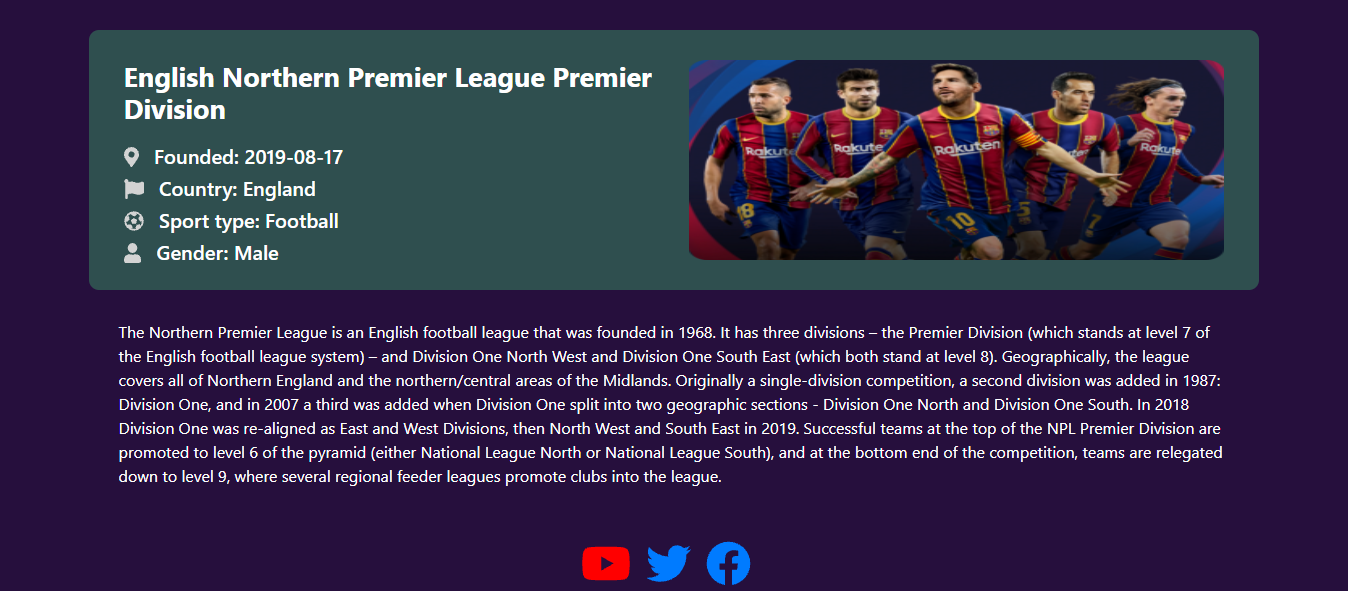 English Northern Premier League Premier
Division
Founded: 2019-08-17
Country: England
Sport type: Football
Gender: Male
Rakuten
Rakuten
Rakuten
Rakuten
Rakuten
18
10
5
7
The Northern Premier League is an English football league that was founded in 1968. It has three divisions – the Premier Division (which stands at level 7 of
the English football league system) – and Division One North West and Division One South East (which both stand at level 8). Geographically, the league
covers all of Northern England and the northern/central areas of the Midlands. Originally a single-division competition, a second division was added in 1987:
Division One, and in 2007 a third was added when Division One split into two geographic sections - Division One North and Division One South. In 2018
Division One was re-aligned as East and West Divisions, then North West and South East in 2019. Successful teams at the top of the NPL Premier Division are
promoted to level 6 of the pyramid (either National League North or National League South), and at the bottom end of the competition, teams are relegated
down to level 9, where several regional feeder leagues promote clubs into the league.